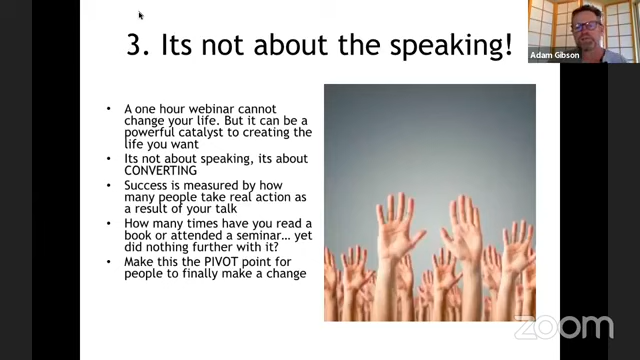 3. Its not about the speaking!
Adam Gibson
• A one hour webinar cannot
change your life. But it can be a
powerful catalyst to creating the
life you want
• Its not about speaking, its about
CONVERTING
• Success is measured by how
many people take real action as
a result of your talk
• How many times have you read a
book or attended a seminar... yet
did nothing further with it?
• Make this the PIVOT point for
people to finally make a change
zoom